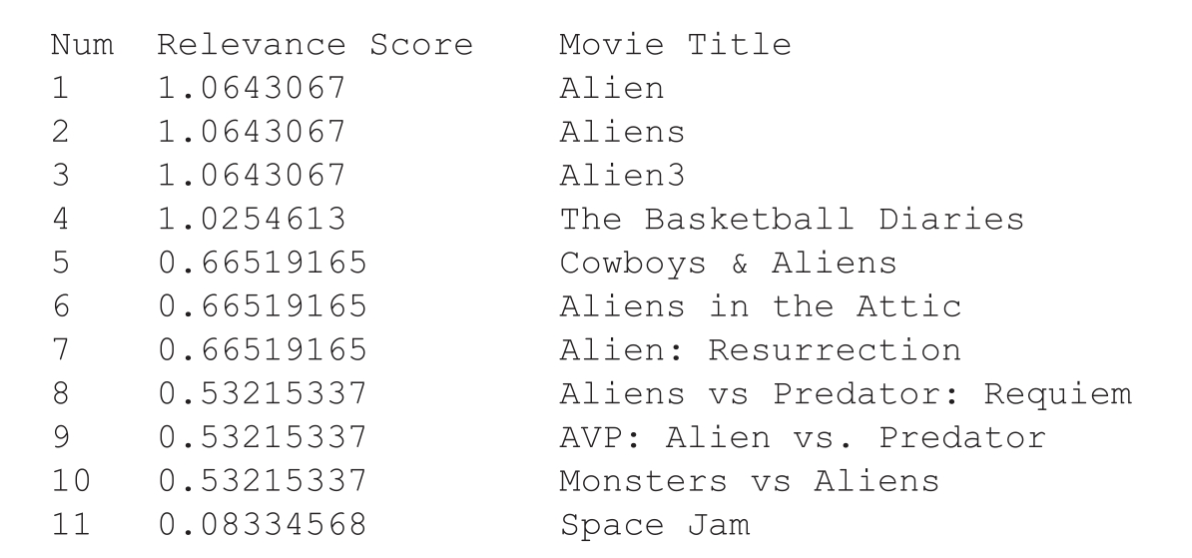 Num Relevance Score Movie Title
1 1.0643067 Alien
2 1.0643067 Aliens
3 1.0643067 Alien3
4 1.0254613 The Basketball Diaries
5 0.66519165 Cowboys & Aliens
6 0.66519165 Aliens in the Attic
7 0.66519165 Alien: Resurrection
8 0.53215337 Aliens vs Predator: Requiem
9 0.53215337 AVP: Alien vs. Predator
10 0.53215337 Monsters vs Aliens
11 0.08334568 Space Jam